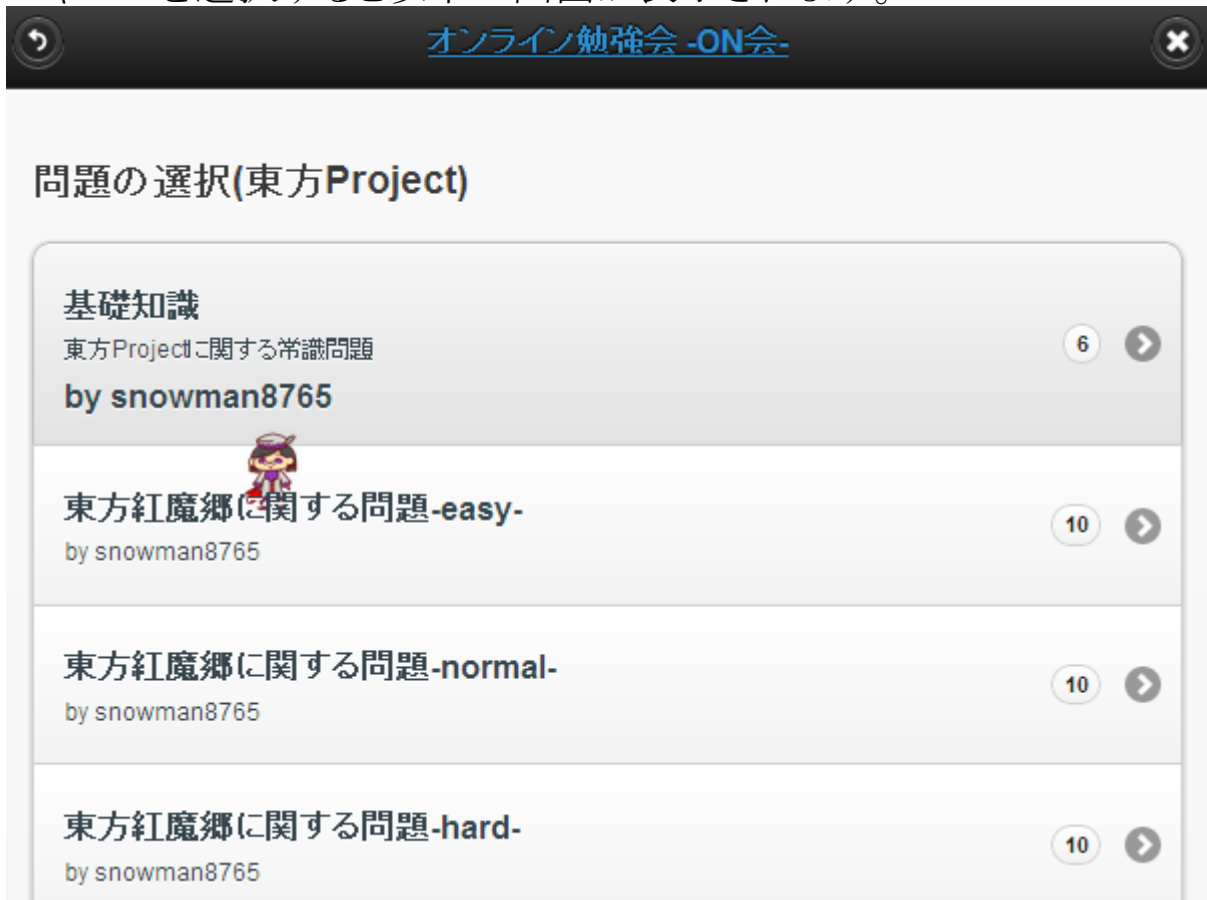 オンライン勉強会 -ON会-
問題の選択(東方Project)
基礎知識
東方Projectに関する常識問題
6
by snowman8765
東方紅魔郷に関する問題-easy-
10
by snowman8765
東方紅魔郷に関する問題-normal-
10
by snowman8765
東方紅魔郷に関する問題-hard-
10
by snowman8765